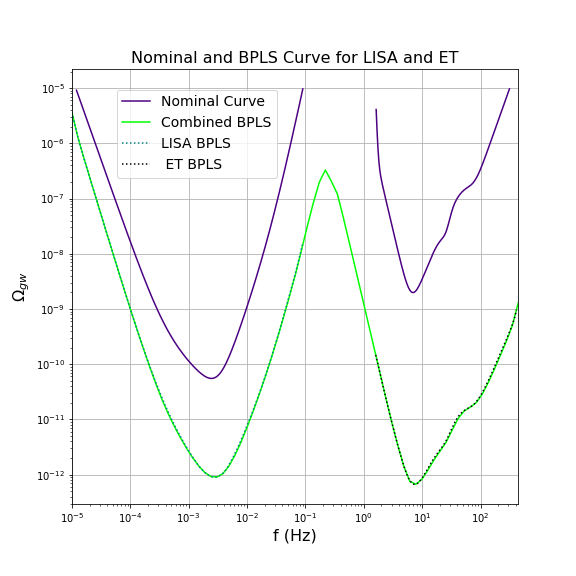 Nominal and BPLS Curve for LISA and ET
Nominal Curve
Combined BPLS
LISA BPLS
ET BPLS
Ω_gw
10⁻⁵
10⁻⁶
10⁻⁷
10⁻⁸
10⁻⁹
10⁻¹⁰
10⁻¹¹
10⁻¹²
10⁻⁵ 10⁻⁴ 10⁻³ 10⁻² 10⁻¹ 10⁰ 10¹ 10²
f (Hz)